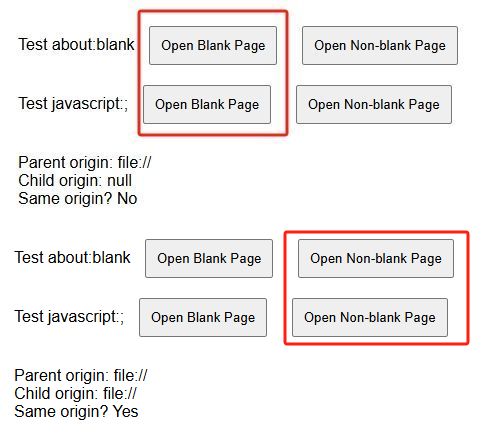 Test about:blank Open Blank Page Open Non-blank Page
Test javascript:; Open Blank Page Open Non-blank Page
Parent origin: file://
Child origin: null
Same origin? No
Test about:blank Open Blank Page Open Non-blank Page
Test javascript:; Open Blank Page Open Non-blank Page
Parent origin: file://
Child origin: file://
Same origin? Yes